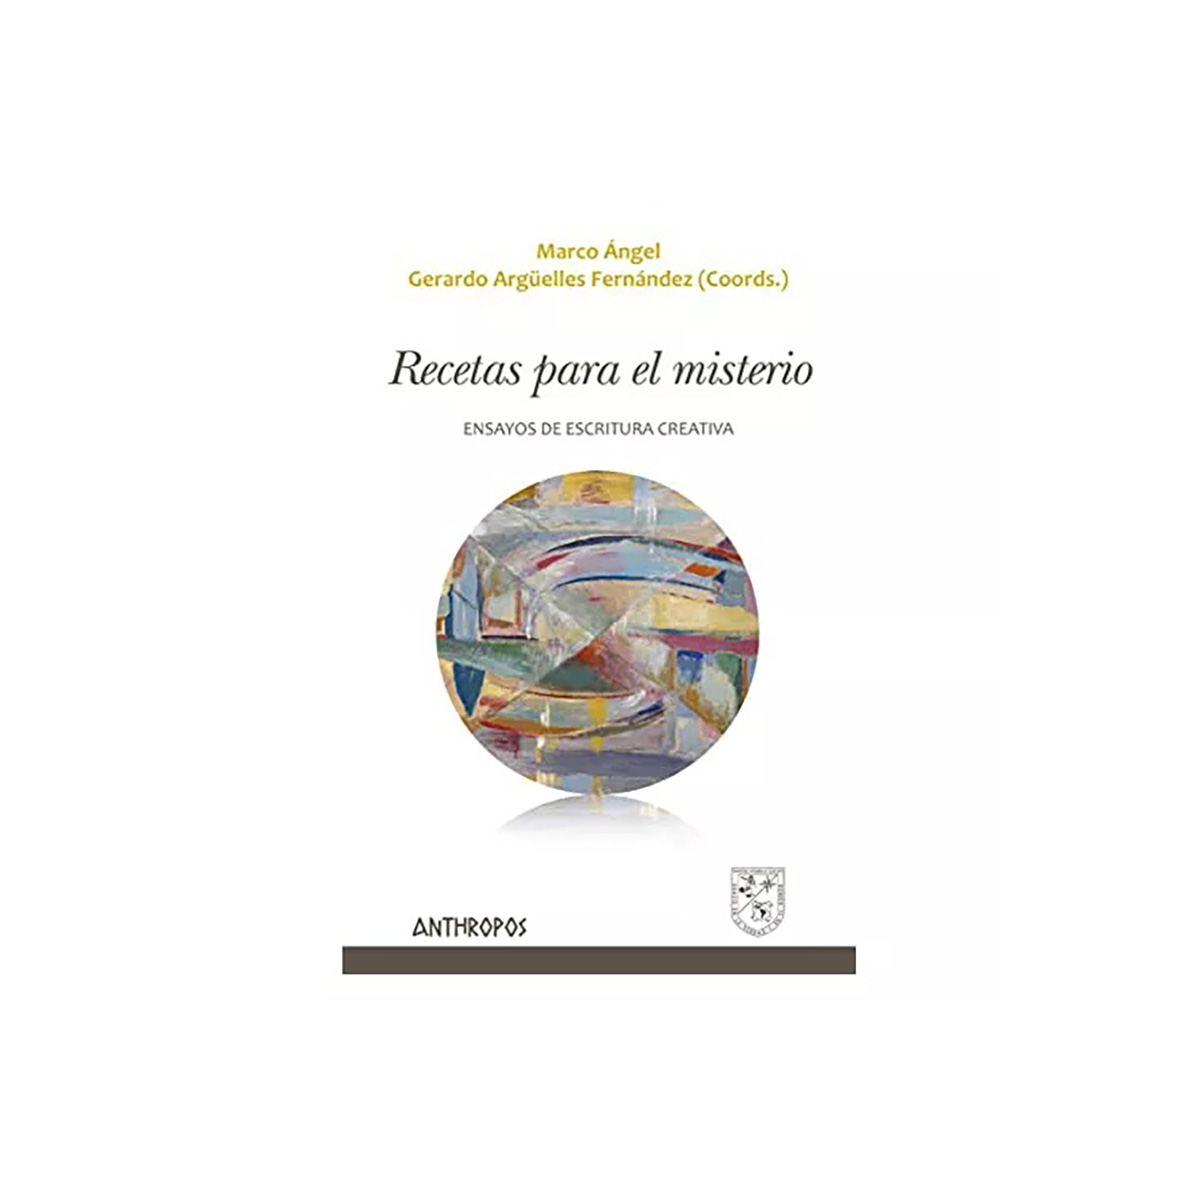 Marco Ángel
Gerardo Argüelles Fernández (Coords.)
Recetas para el misterio
ENSAYOS DE ESCRITURA CREATIVA
ANTHROPOS